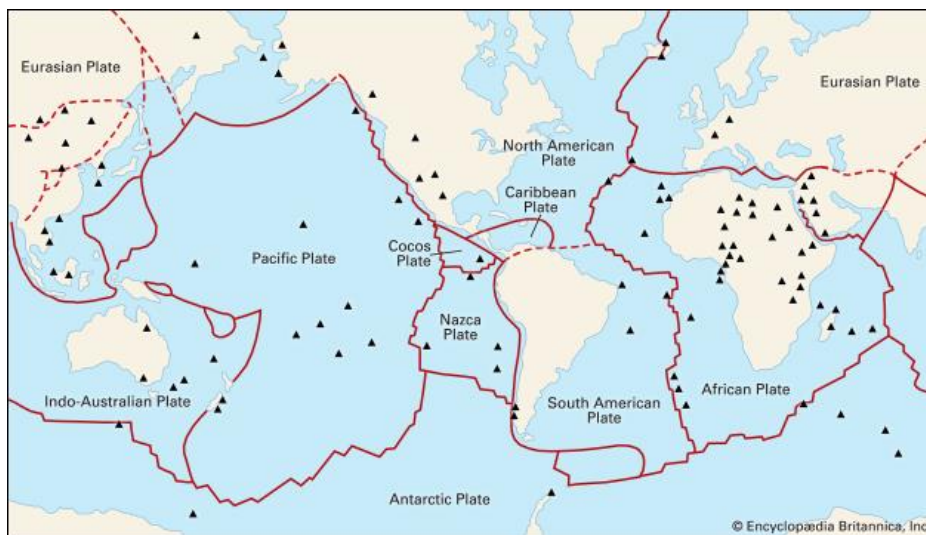 Eurasian Plate
Eurasian Plate
North American
Plate
Caribbean
Plate
Cocos
Plate
Pacific Plate
Nazca
Plate
Indo-Australian Plate
South American
Plate
African Plate
Antarctic Plate
© Encyclopædia Britannica, Inc